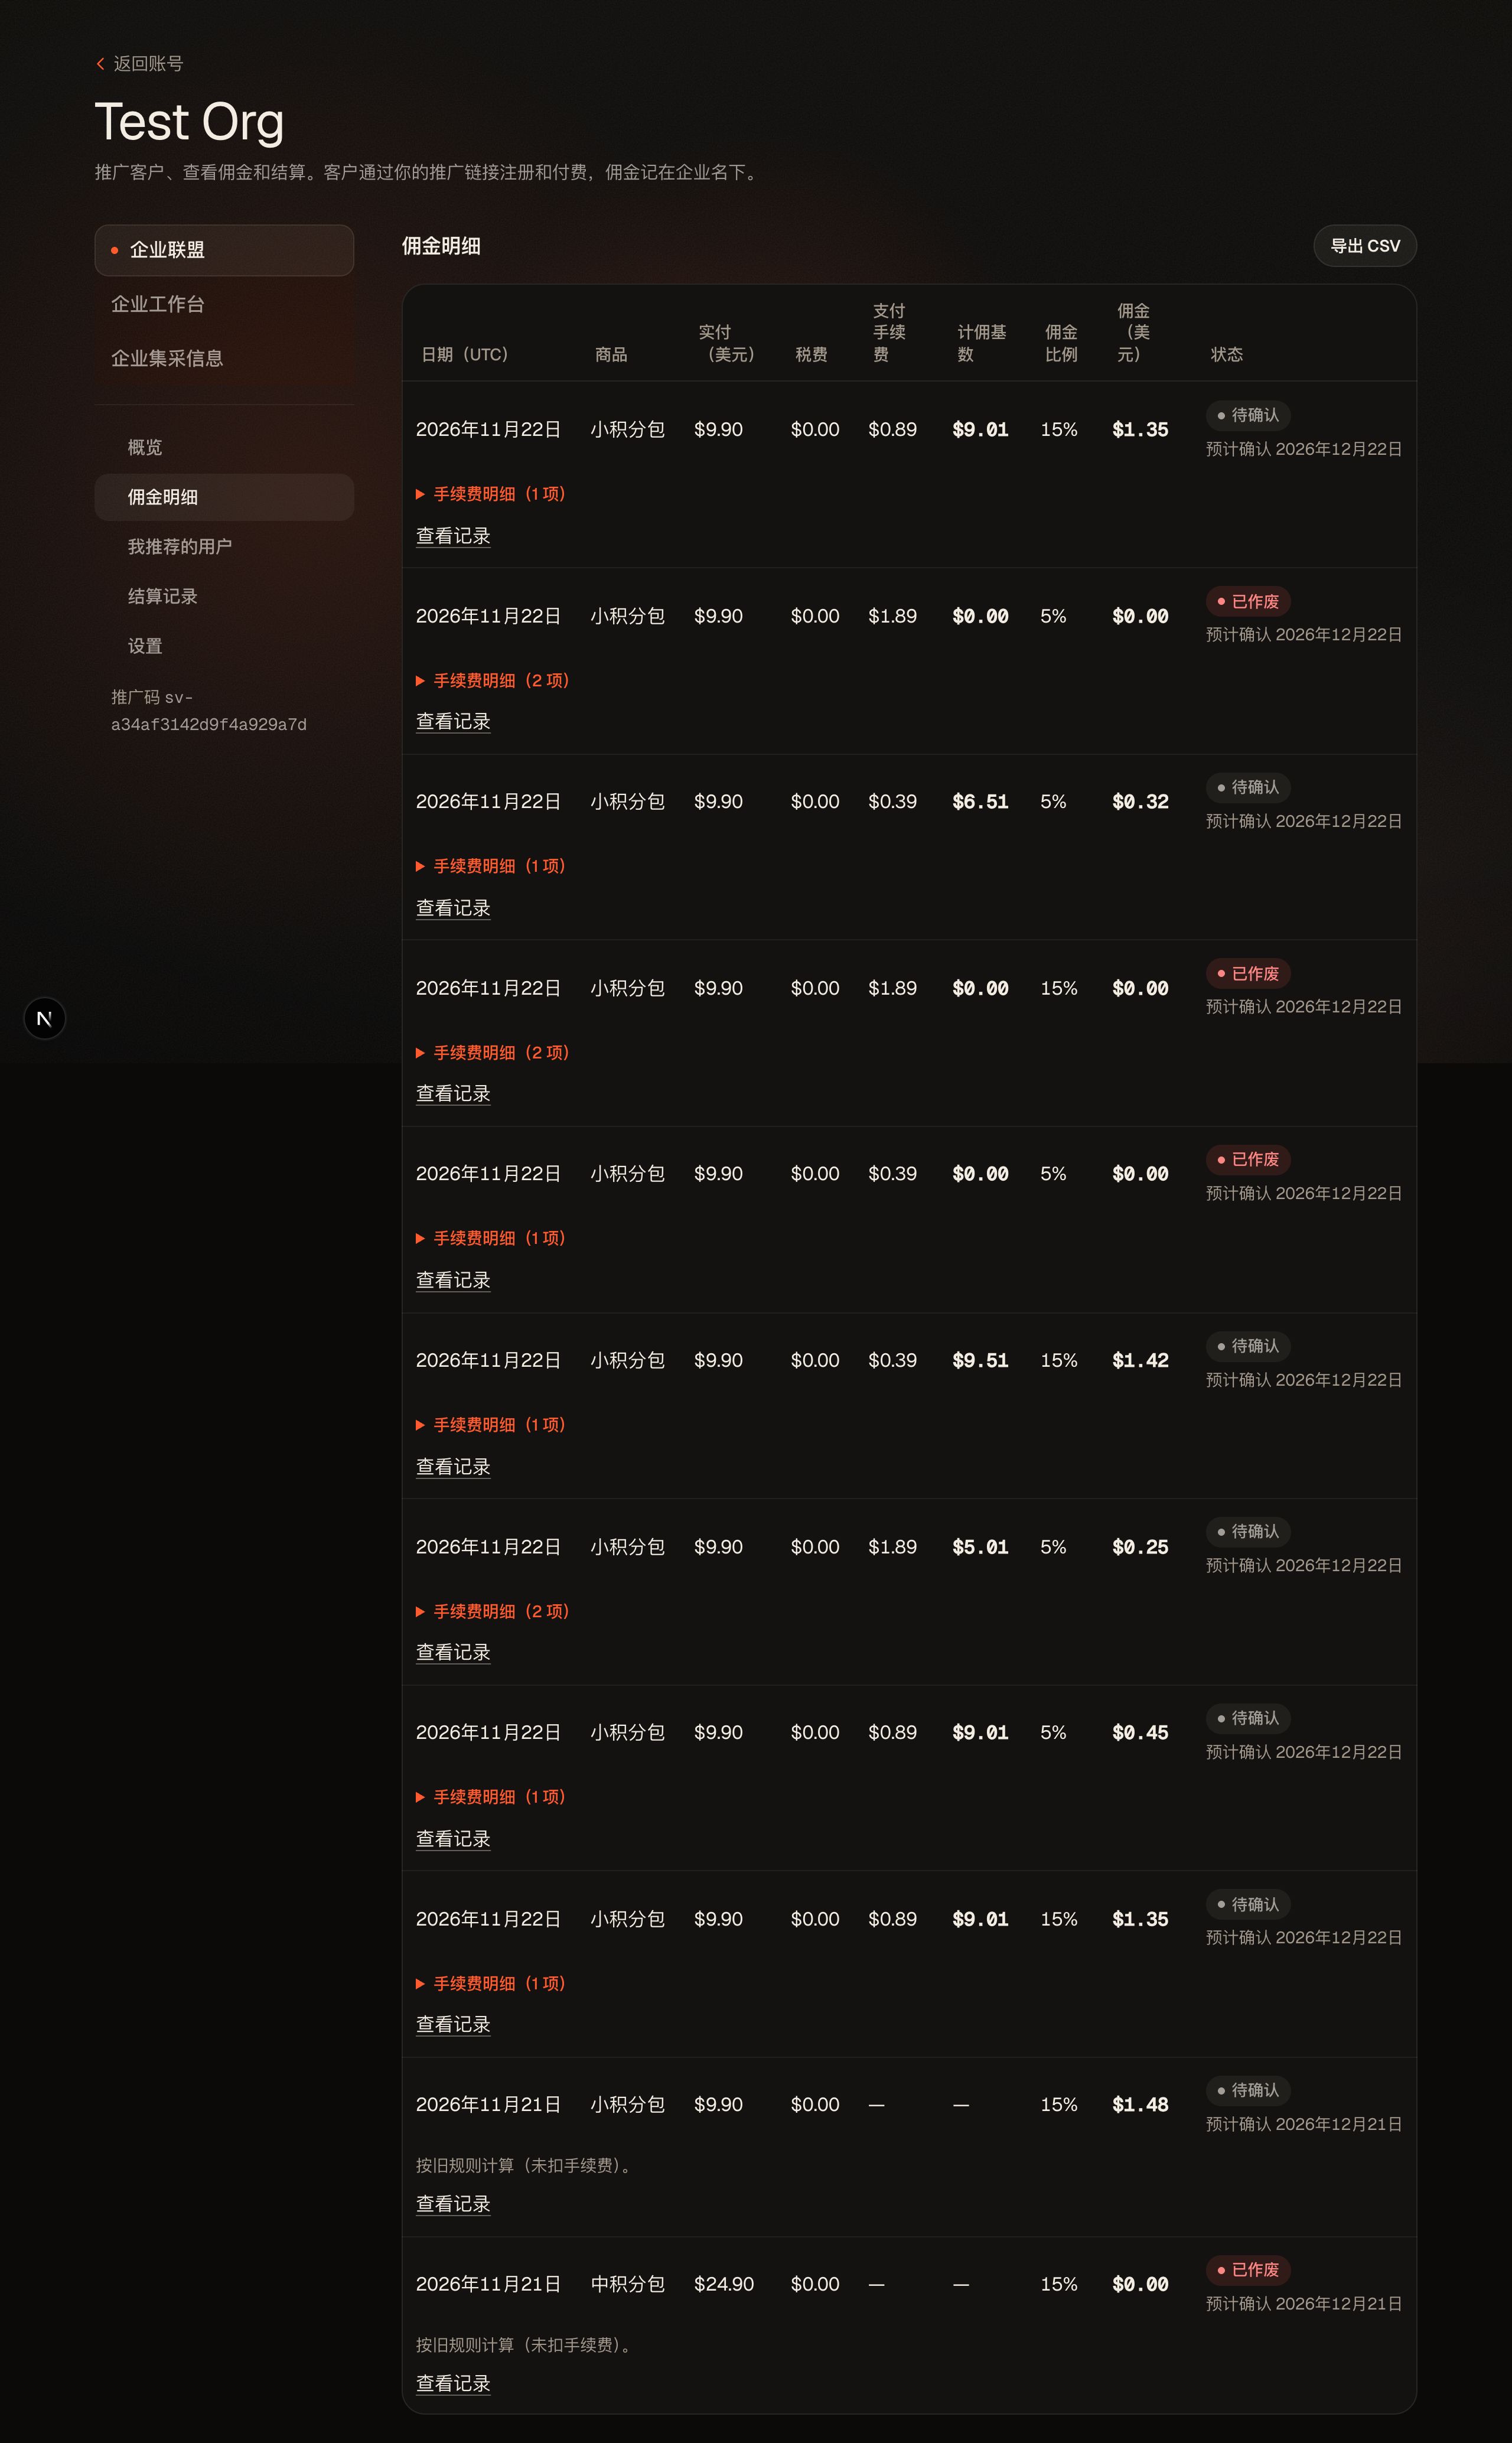 返回账号
Test Org
推广客户、查看佣金和结算。客户通过你的推广链接注册和付费，佣金记在企业名下。
企业联盟
企业工作台
企业集采信息
概览
佣金明细
我推荐的用户
结算记录
设置
推广码 sv-
a34af3142d9f4a929a7d
佣金明细
导出 CSV
日期（UTC） 商品 实付（美元） 税费 支付手续费 计佣基数 佣金比例 佣金（美元） 状态
2026年11月22日 小积分包 $9.90 $0.00 $0.89 $9.01 15% $1.35 待确认
预计确认 2026年12月22日
手续费明细（1 项）
查看记录
2026年11月22日 小积分包 $9.90 $0.00 $1.89 $0.00 5% $0.00 已作废
预计确认 2026年12月22日
手续费明细（2 项）
查看记录
2026年11月22日 小积分包 $9.90 $0.00 $0.39 $6.51 5% $0.32 待确认
预计确认 2026年12月22日
手续费明细（1 项）
查看记录
2026年11月22日 小积分包 $9.90 $0.00 $1.89 $0.00 15% $0.00 已作废
预计确认 2026年12月22日
手续费明细（2 项）
查看记录
2026年11月22日 小积分包 $9.90 $0.00 $0.39 $0.00 5% $0.00 已作废
预计确认 2026年12月22日
手续费明细（1 项）
查看记录
2026年11月22日 小积分包 $9.90 $0.00 $0.39 $9.51 15% $1.42 待确认
预计确认 2026年12月22日
手续费明细（1 项）
查看记录
2026年11月22日 小积分包 $9.90 $0.00 $1.89 $5.01 5% $0.25 待确认
预计确认 2026年12月22日
手续费明细（2 项）
查看记录
2026年11月22日 小积分包 $9.90 $0.00 $0.89 $9.01 5% $0.45 待确认
预计确认 2026年12月22日
手续费明细（1 项）
查看记录
2026年11月22日 小积分包 $9.90 $0.00 $0.89 $9.01 15% $1.35 待确认
预计确认 2026年12月22日
手续费明细（1 项）
查看记录
2026年11月21日 小积分包 $9.90 $0.00 — — 15% $1.48 待确认
预计确认 2026年12月21日
按旧规则计算（未扣手续费）。
查看记录
2026年11月21日 中积分包 $24.90 $0.00 — — 15% $0.00 已作废
预计确认 2026年12月21日
按旧规则计算（未扣手续费）。
查看记录
N